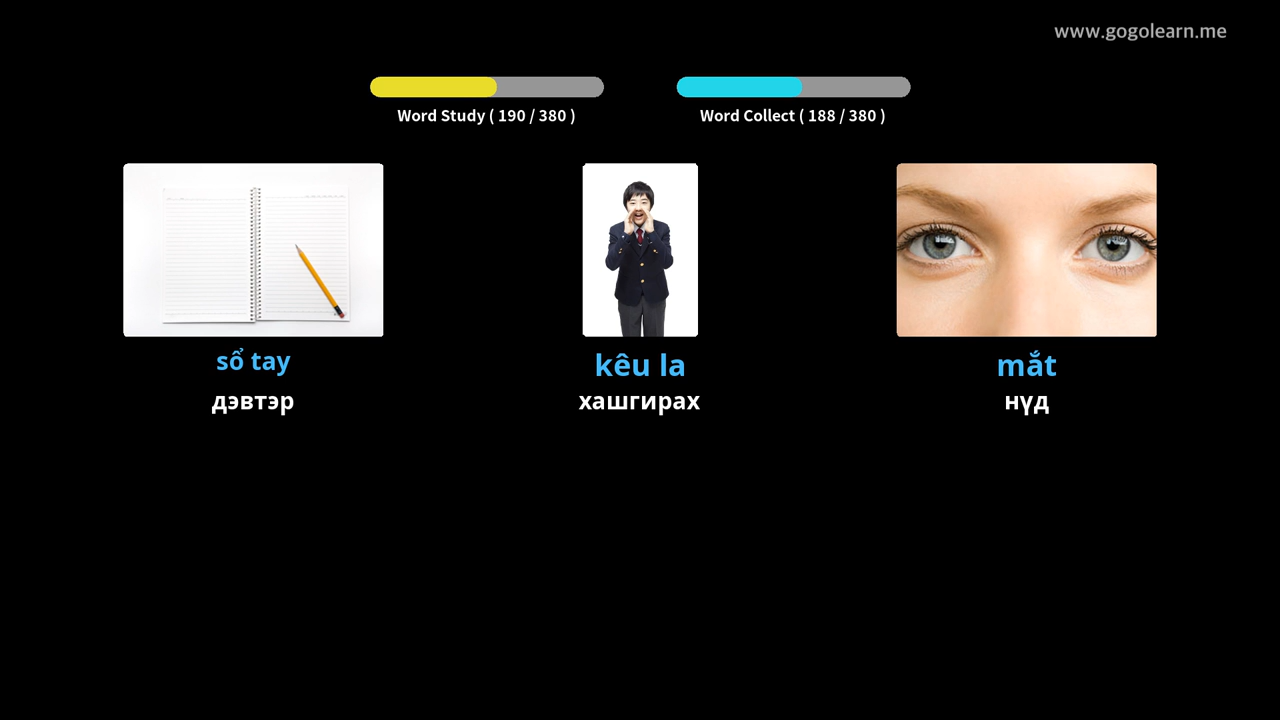 www.gogolearn.me
Word Study ( 190 / 380 )
Word Collect ( 188 / 380 )
sổ tay
kêu la
mắt
дэвтэр
хашгирах
нүд